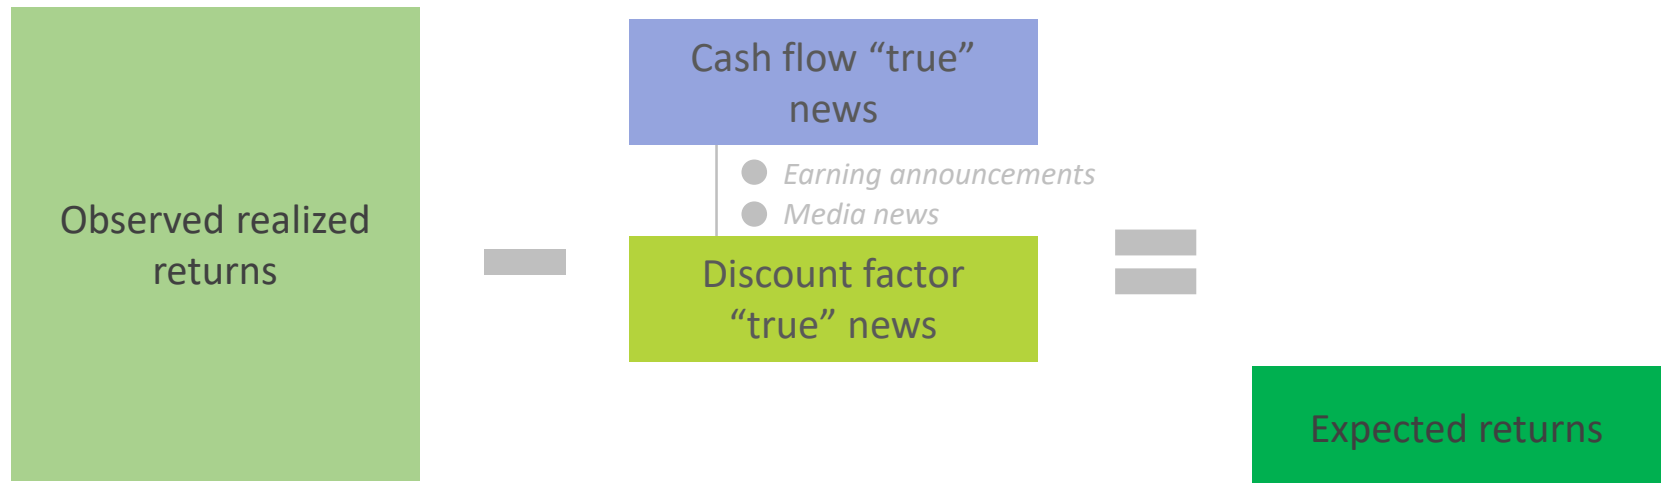 Observed realized
returns
Cash flow “true”
news
Earning announcements
Media news
Discount factor
“true” news
Expected returns